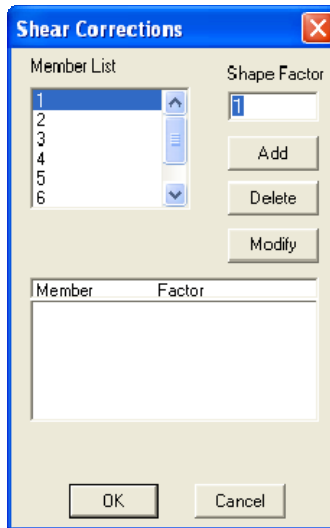 Shear Corrections
Member List
Shape Factor
1
2
3
4
5
6
1
Add
Delete
Modify
Member Factor
OK Cancel